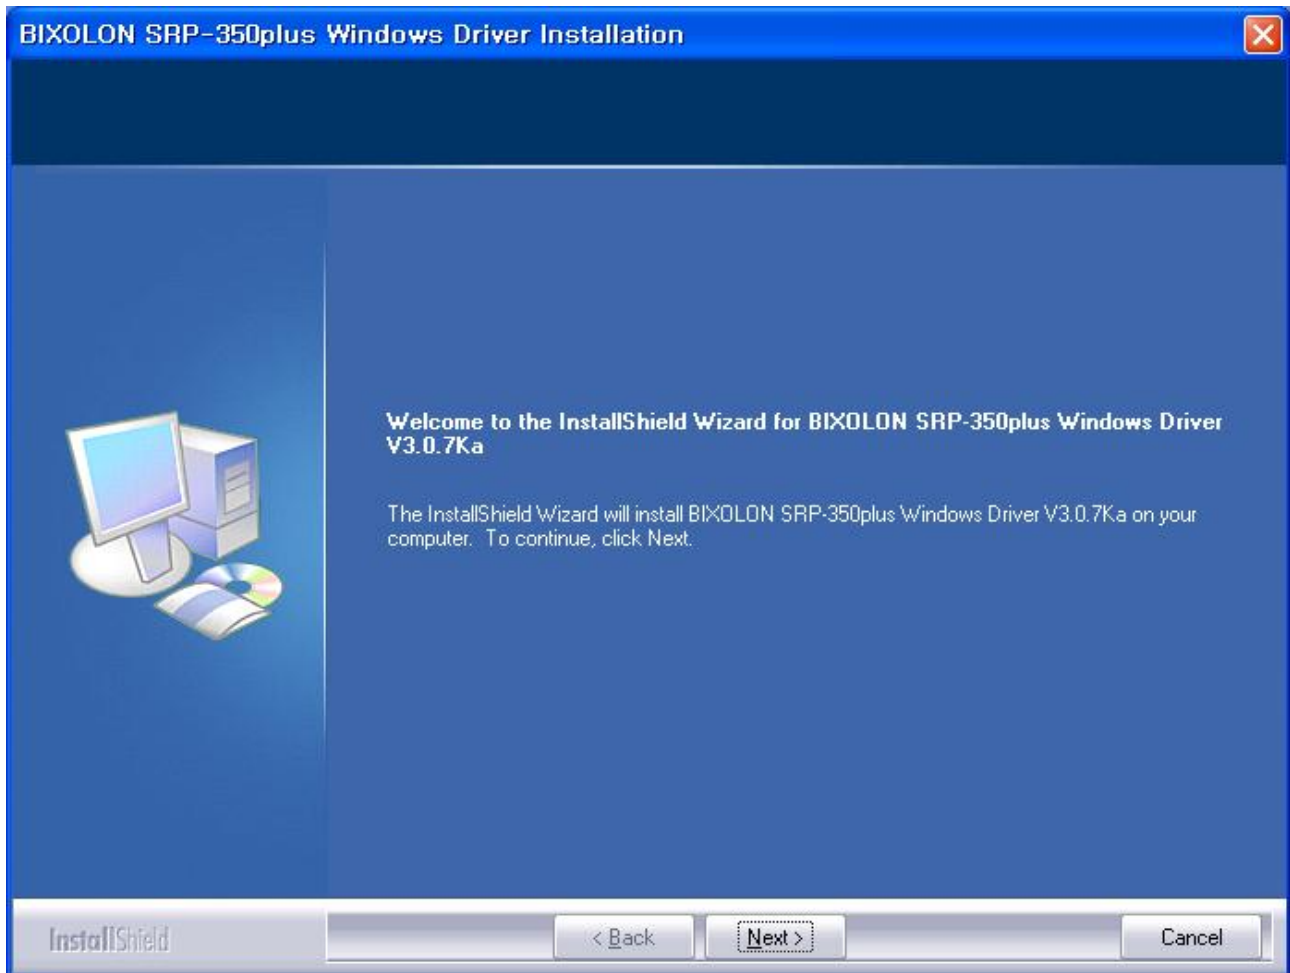 BIXOLON SRP-350plus Windows Driver Installation
Welcome to the InstallShield Wizard for BIXOLON SRP-350plus Windows Driver
V3.0.7Ka
The InstallShield Wizard will install BIXOLON SRP-350plus Windows Driver V3.0.7Ka on your
computer.  To continue, click Next.
InstallShield
< Back
Next >
Cancel